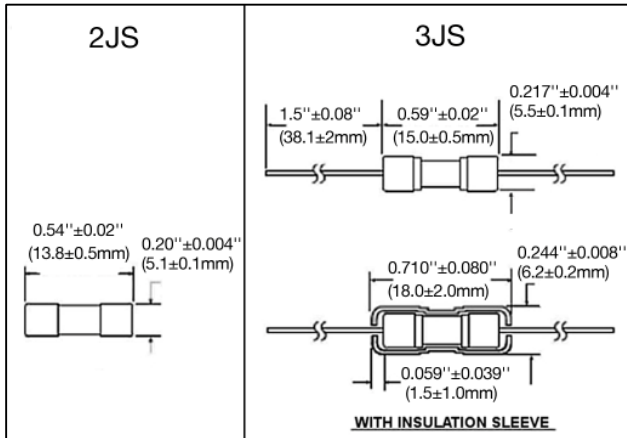 2JS
0.54''±0.02''
(13.8±0.5mm)
0.20''±0.004''
(5.1±0.1mm)
3JS
0.217''±0.004''
(5.5±0.1mm)
1.5''±0.08''
(38.1±2mm)
0.59''±0.02''
(15.0±0.5mm)
0.244''±0.008''
(6.2±0.2mm)
0.710''±0.080''
(18.0±2.0mm)
0.059''±0.039''
(1.5±1.0mm)
WITH INSULATION SLEEVE